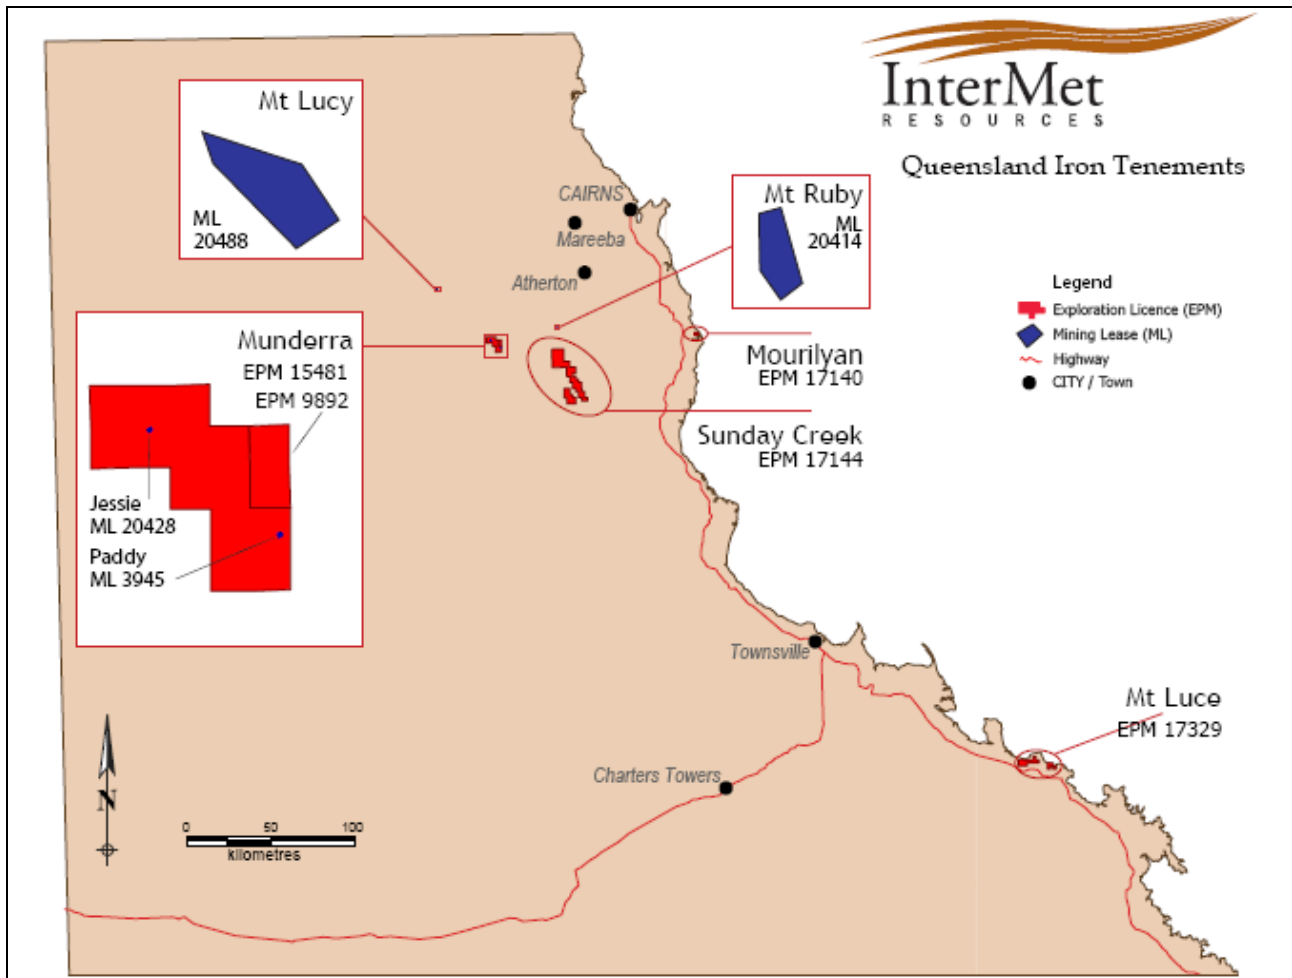 InterMet
RESOURCES
Queensland Iron Tenements
Mt Lucy
ML
20488
CAIRNS
Mareeba
Atherton
Mt Ruby
ML
20414
Legend
Exploration Licence (EPM)
Mining Lease (ML)
Highway
CITY / Town
Munderra
EPM 15481
EPM 9892
Jessie
ML 20428
Paddy
ML 3945
Mourilyan
EPM 17140
Sunday Creek
EPM 17144
Townsville
Mt Luce
EPM 17329
Charters Towers
N
0 50 100
kilometres